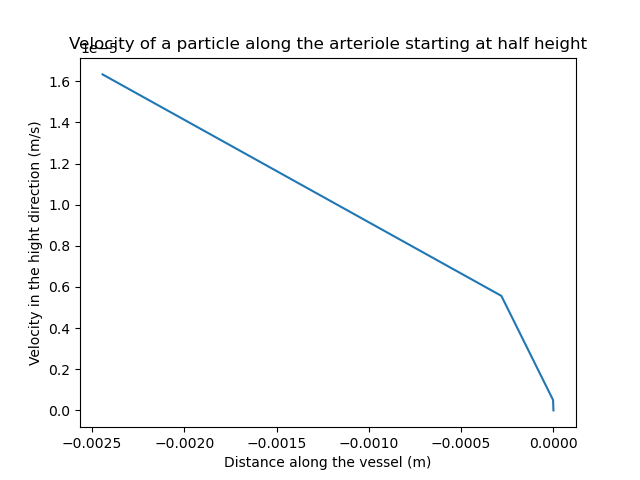 Velocity of a particle along the arteriole starting at half height
1e−5
1.6
1.4
1.2
1.0
0.8
0.6
0.4
0.2
0.0
Velocity in the hight direction (m/s)
−0.0025 −0.0020 −0.0015 −0.0010 −0.0005 0.0000
Distance along the vessel (m)